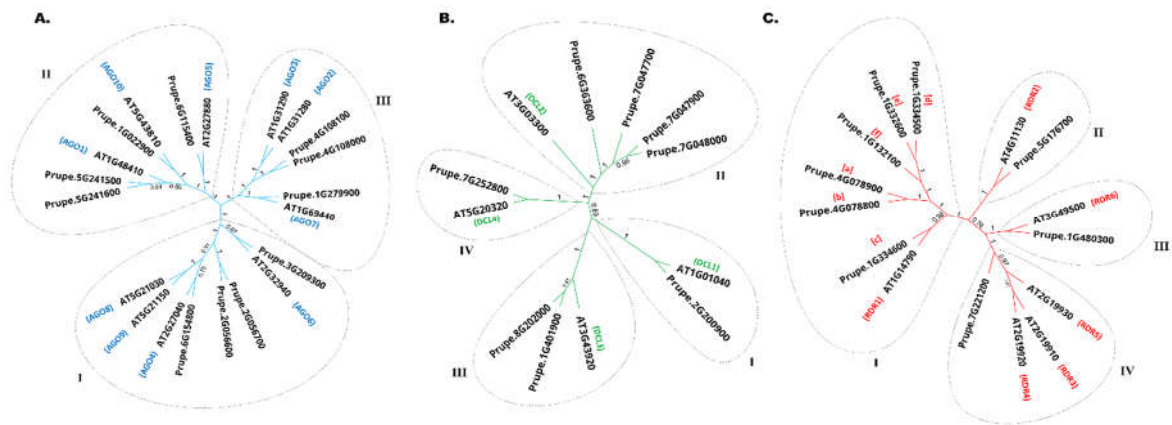 A.
II
(AGO10)
AT5G43810
Prupe.1G022900
(AGO1)
AT1G48410
Prupe.5G241500
Prupe.5G241600
Prupe.6G115400
(AGO5)
AT2G27880
(AGO3)
AT1G31290
(AGO2)
AT1G31280
III
Prupe.4G108100
Prupe.4G108000
Prupe.1G279900
AT1G69440
(AGO7)
Prupe.3G209300
AT2G32940
(AGO6)
Prupe.2G056700
Prupe.2G056600
Prupe.6G154800
(AGO4)
AT2G27040
(AGO9)
AT5G21150
(AGO8)
AT5G21030
I
B.
(DCL2)
AT3G03300
Prupe.6G363600
Prupe.7G047700
Prupe.7G047900
Prupe.7G048000
II
Prupe.7G252800
AT5G20320
(DCL4)
IV
(DCL1)
AT1G01040
Prupe.2G200900
I
Prupe.8G202000
Prupe.1G401900
AT3G43920
(DCL3)
III
C.
[d]
Prupe.1G334500
[e]
Prupe.1G332600
[f]
Prupe.1G132100
[a]
Prupe.4G078900
[b]
Prupe.4G078800
[c]
Prupe.1G334600
AT1G14790
(RDR1)
I
(RDR2)
AT4G11130
Prupe.5G176700
II
AT3G49500
(RDR6)
Prupe.1G480300
III
Prupe.7G221200
AT2G19930
(RDR5)
AT2G19910
(RDR3)
AT2G19920
(RDR4)
IV